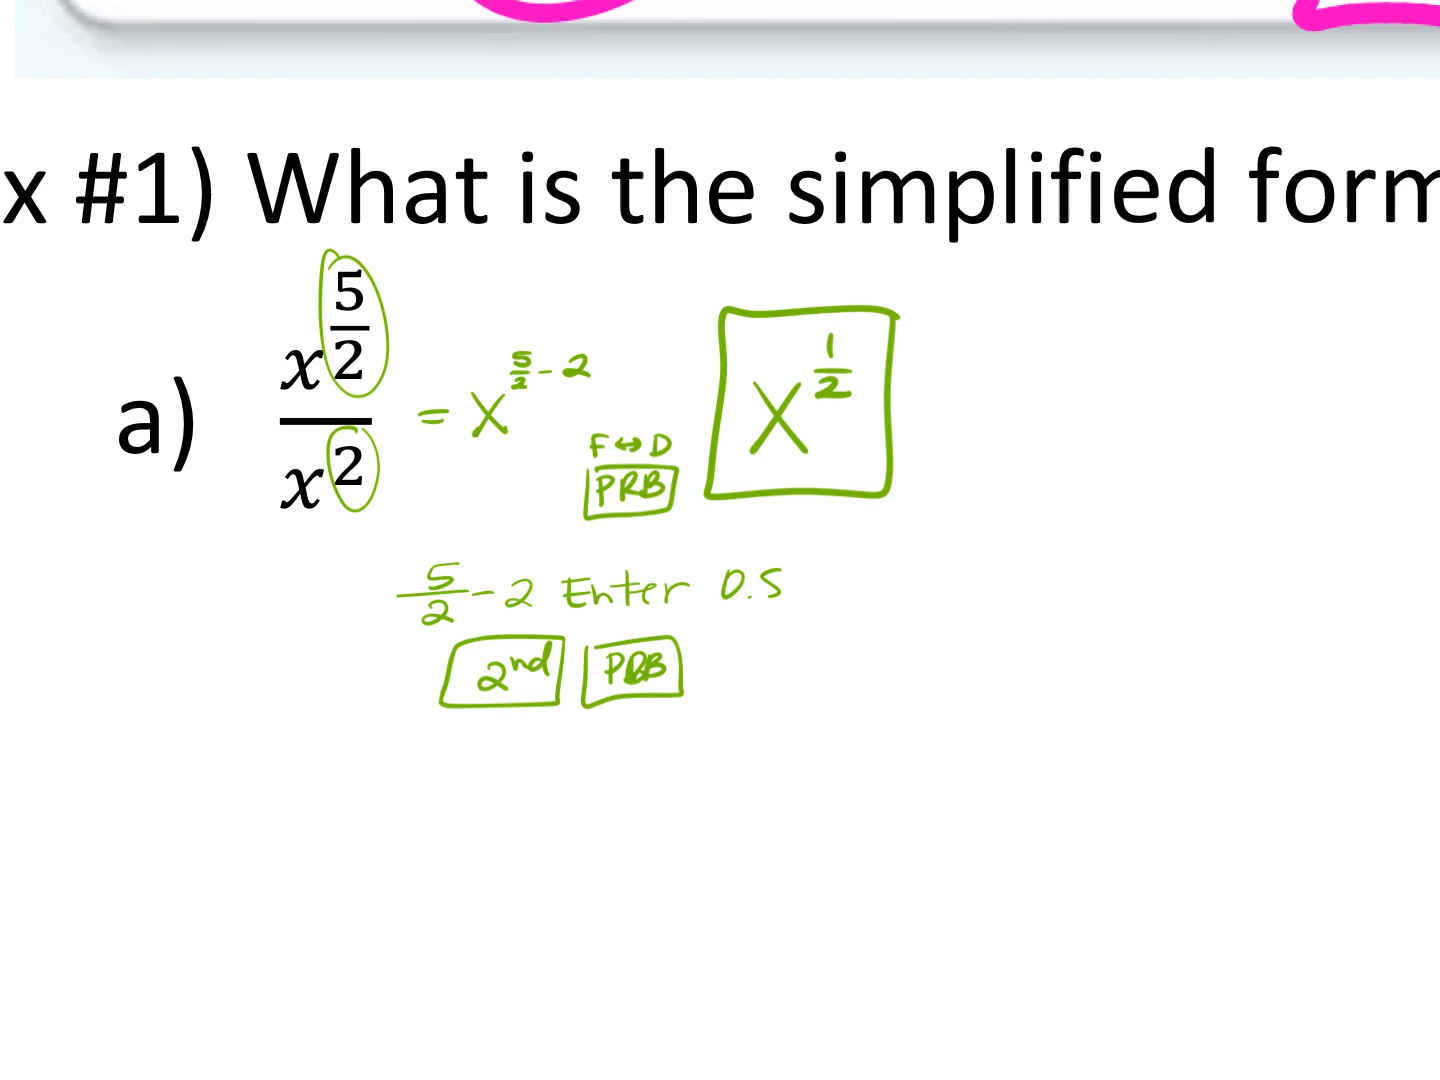 x #1) What is the simplified form
a) x^(5/2) / x^2 = x^(5/2 - 2)
x^(1/2)
F↔D
PRB
5/2 - 2 Enter 0.5
2nd PRB